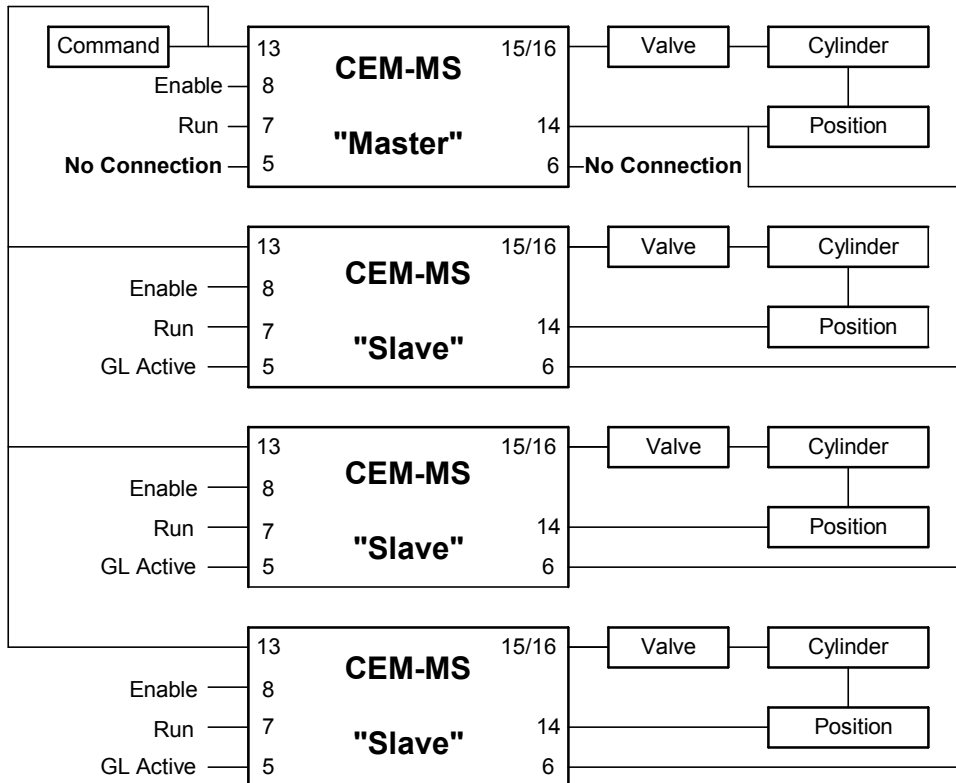 Command
13
CEM-MS
15/16
Valve
Cylinder
Enable
8
Run
7
"Master"
14
Position
No Connection
5
6
No Connection
13
CEM-MS
15/16
Valve
Cylinder
Enable
8
Run
7
"Slave"
14
Position
GL Active
5
6
13
CEM-MS
15/16
Valve
Cylinder
Enable
8
Run
7
"Slave"
14
Position
GL Active
5
6
13
CEM-MS
15/16
Valve
Cylinder
Enable
8
Run
7
"Slave"
14
Position
GL Active
5
6